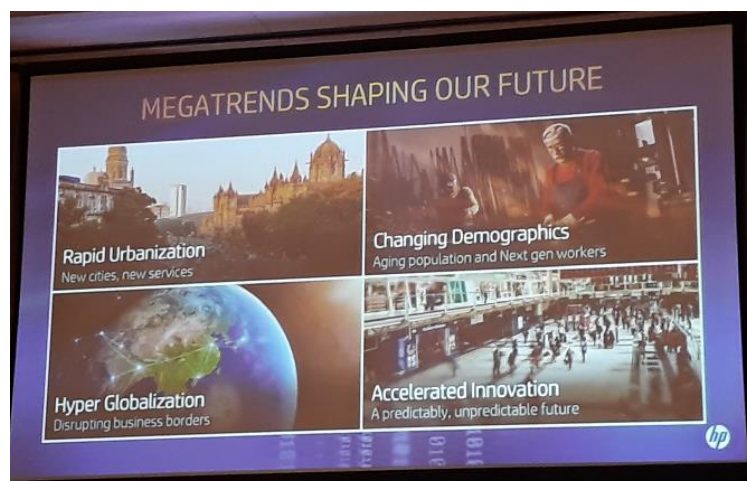 MEGATRENDS SHAPING OUR FUTURE
Rapid Urbanization
New cities, new services
Changing Demographics
Aging population and Next gen workers
Hyper Globalization
Disrupting business borders
Accelerated Innovation
A predictably, unpredictable future
hp